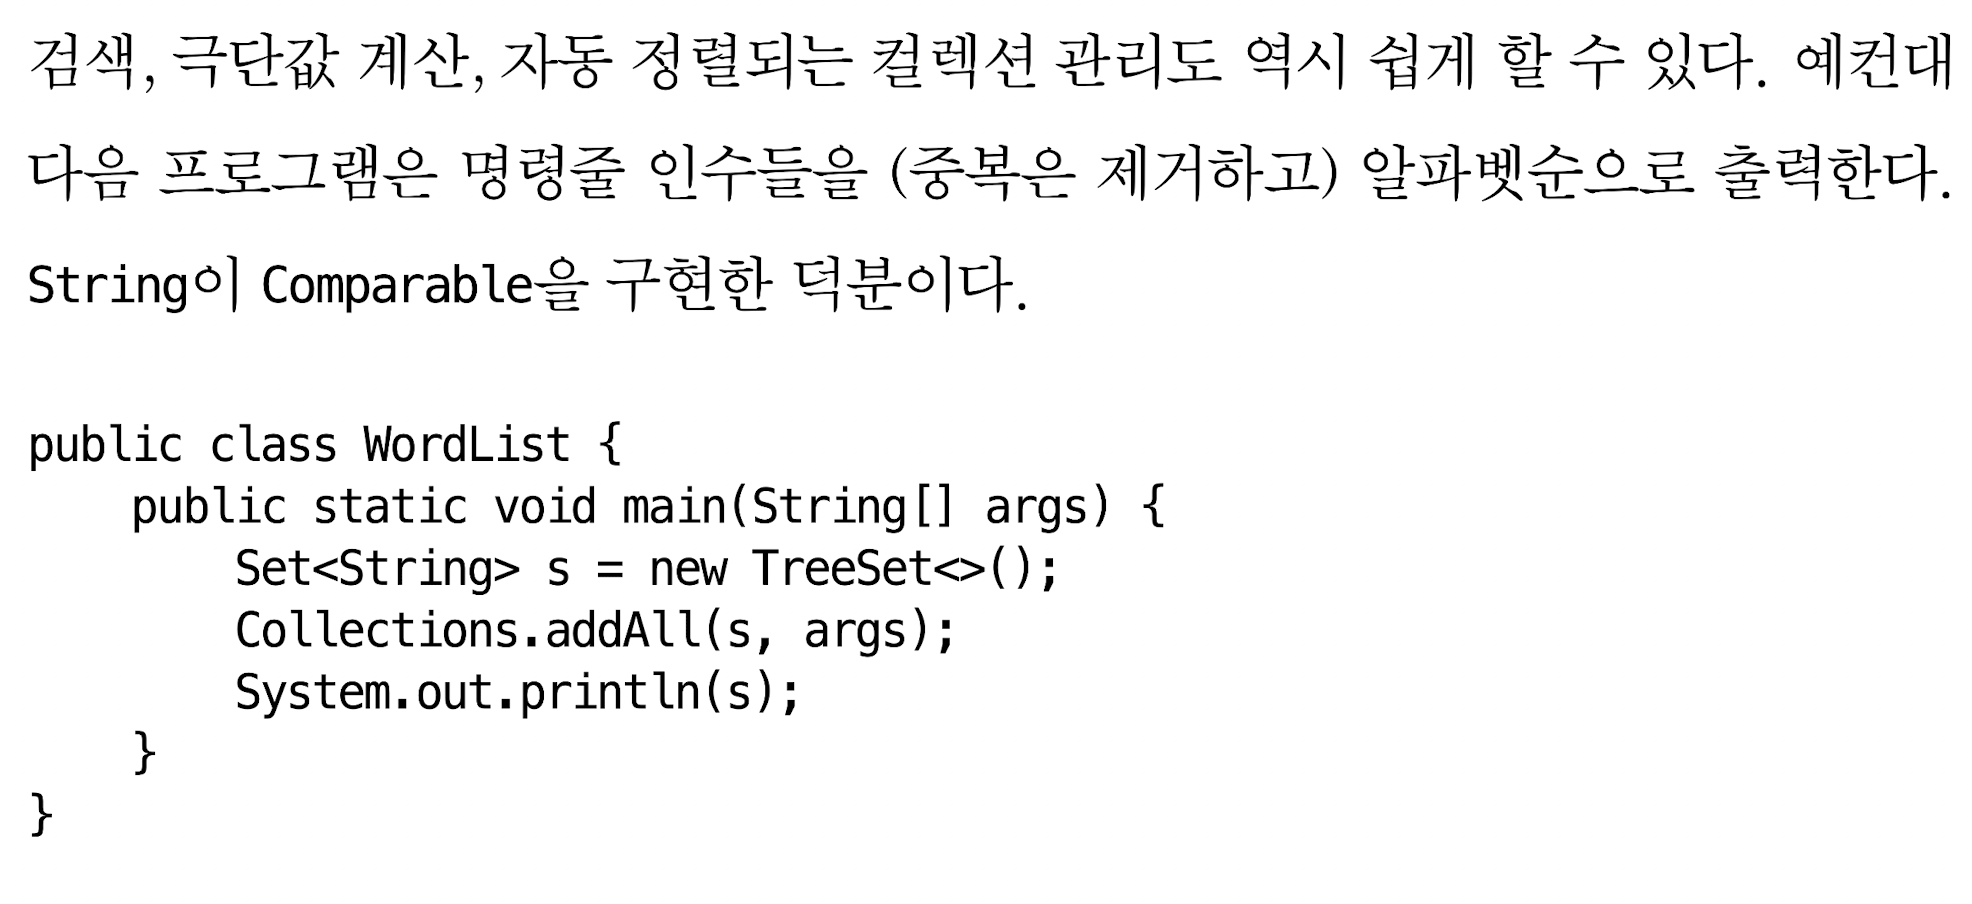 검색, 극단값 계산, 자동 정렬되는 컬렉션 관리도 역시 쉽게 할 수 있다. 예컨대
다음 프로그램은 명령줄 인수들을 (중복은 제거하고) 알파벳순으로 출력한다.
String이 Comparable을 구현한 덕분이다.
public class WordList {
    public static void main(String[] args) {
        Set<String> s = new TreeSet<>();
        Collections.addAll(s, args);
        System.out.println(s);
    }
}